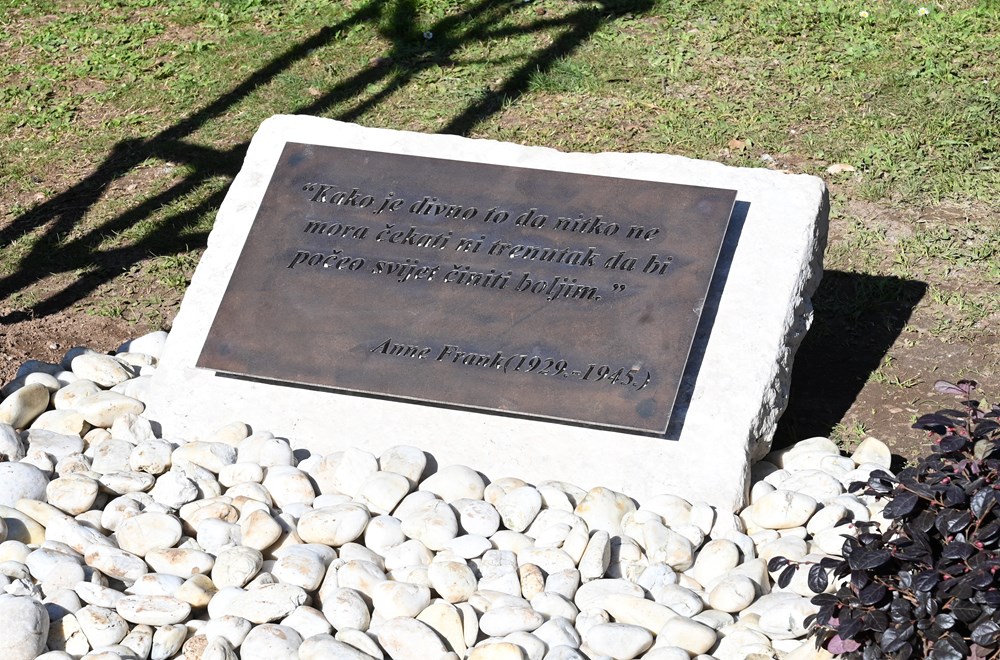 “Kako je divno to da nitko ne
mora čekati ni trenutak da bi
počeo svijet činiti boljim.”
Anne Frank(1929.-1945.)